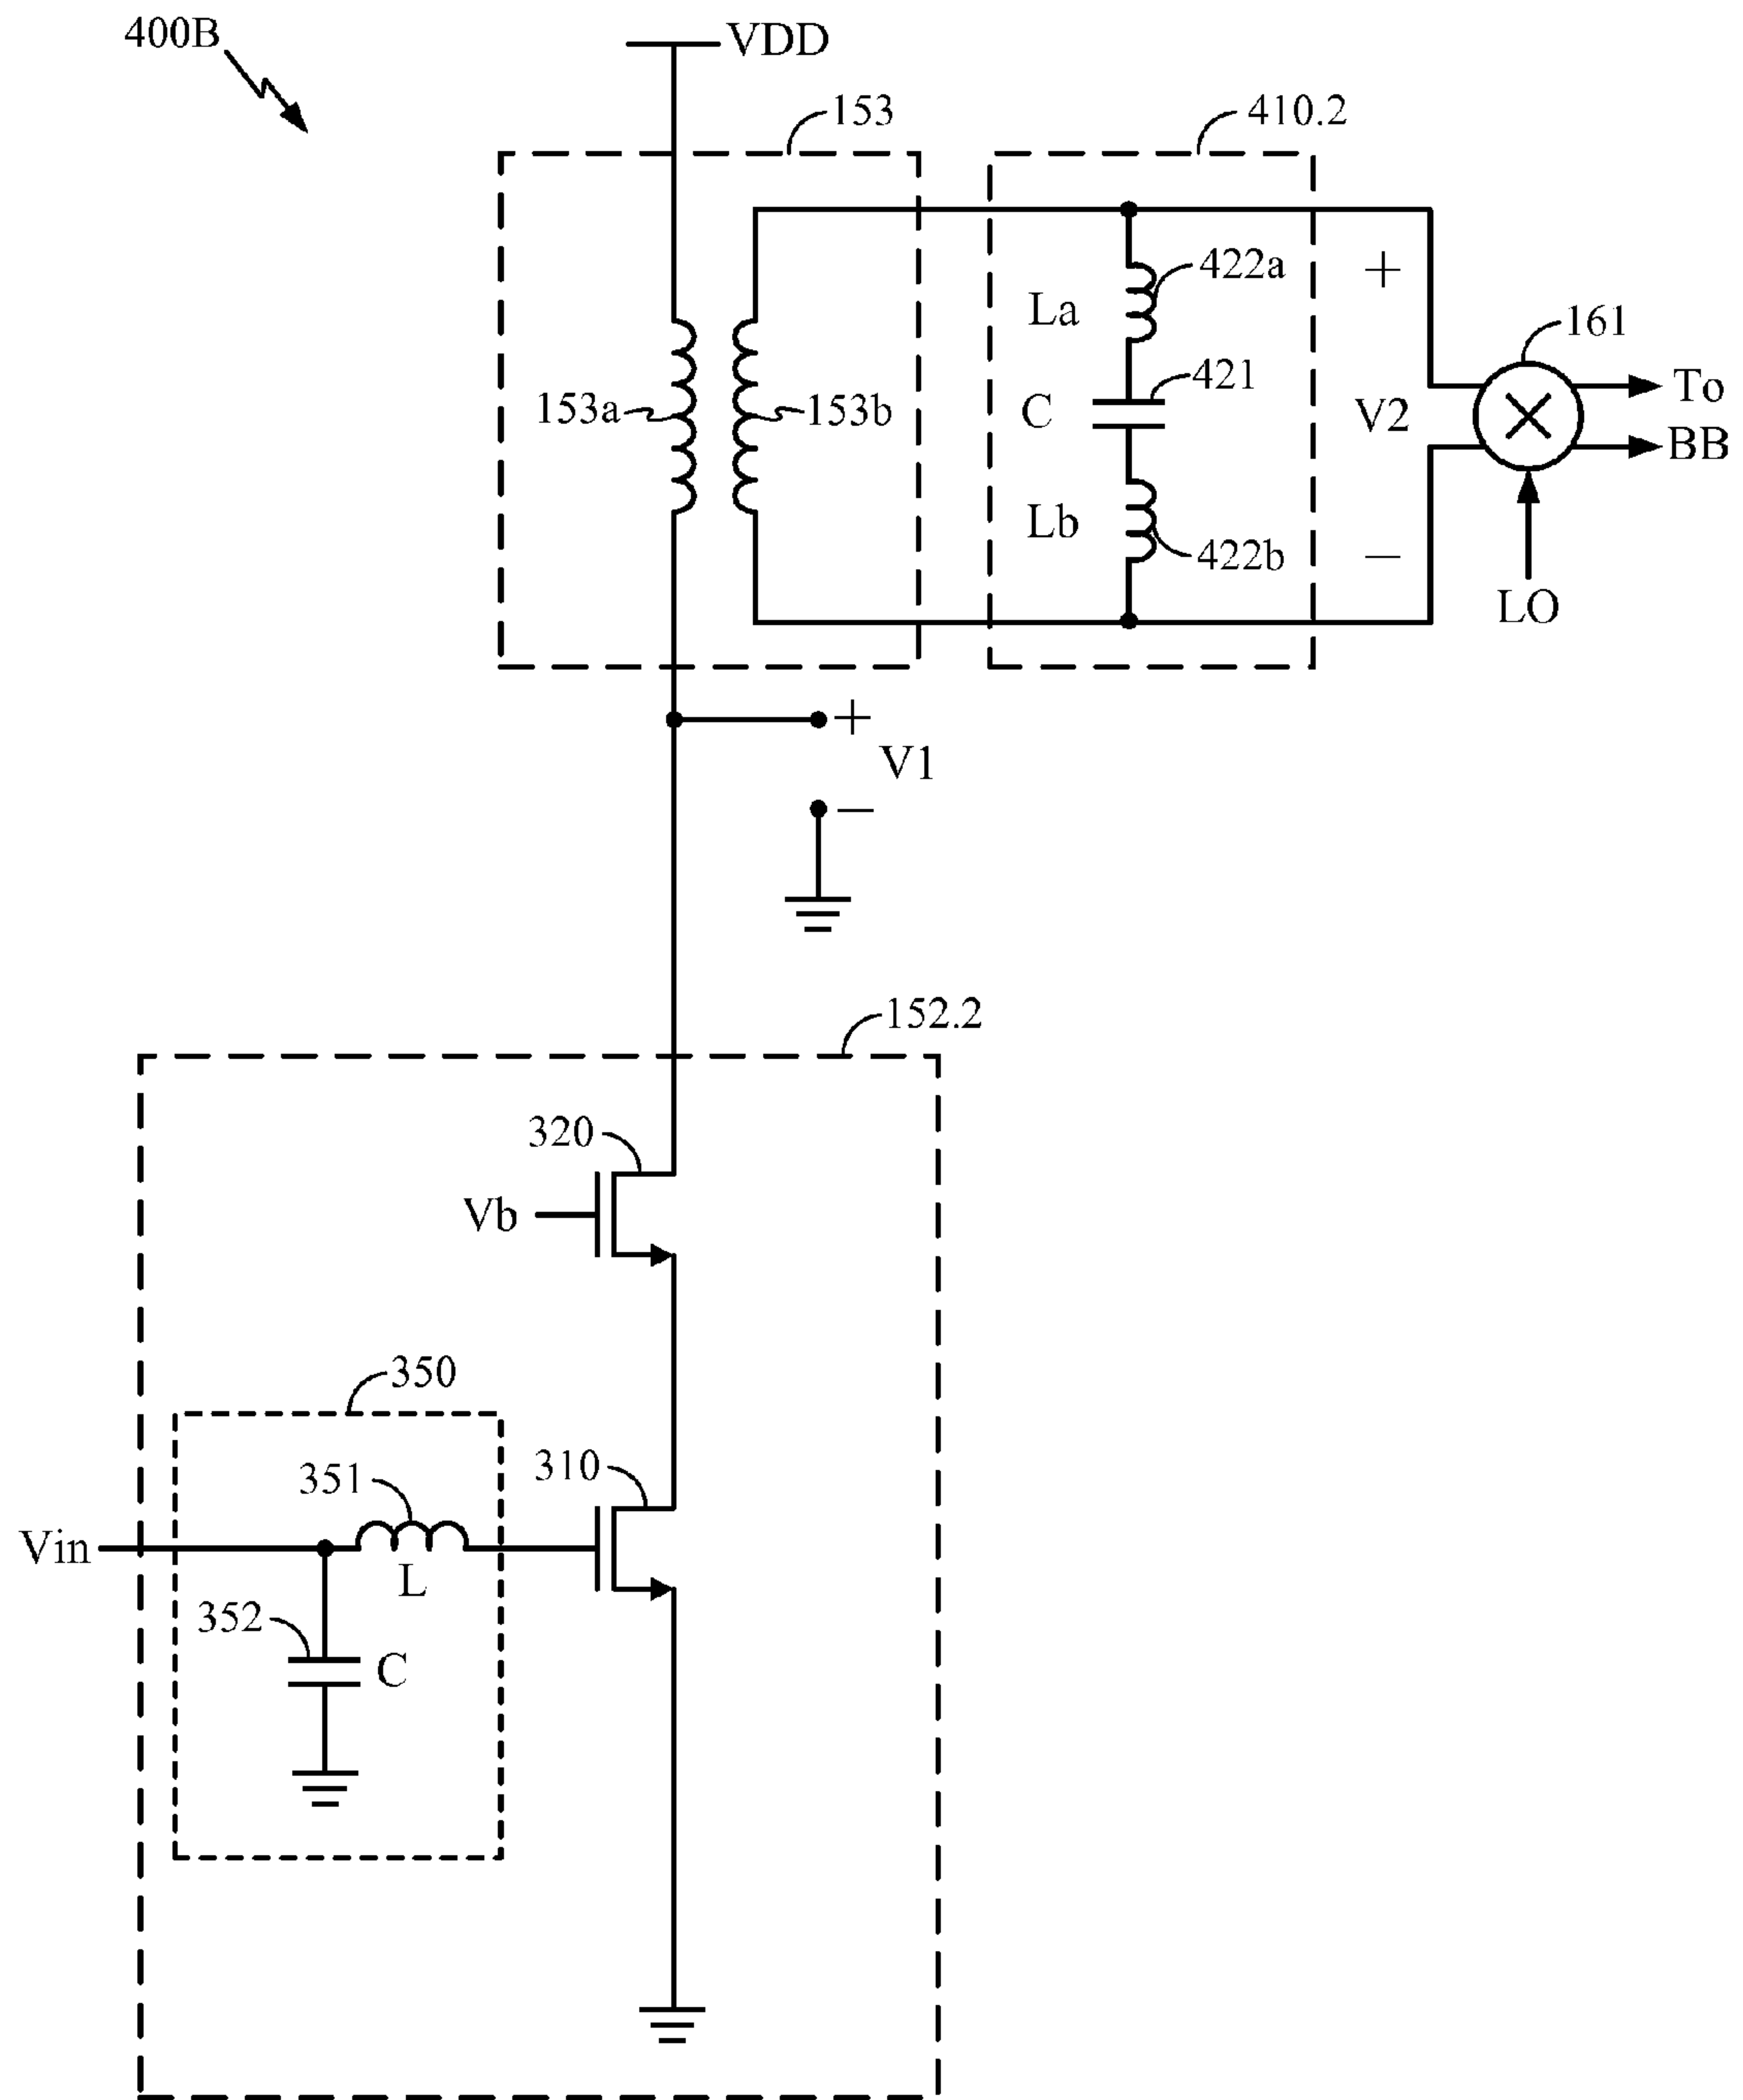 400B
VDD
153
410.2
422a
La
+
161
421
To
153a
153b
C
V2
BB
Lb
422b
−
LO
+
V1
−
152.2
320
Vb
350
351
310
Vin
L
352
C